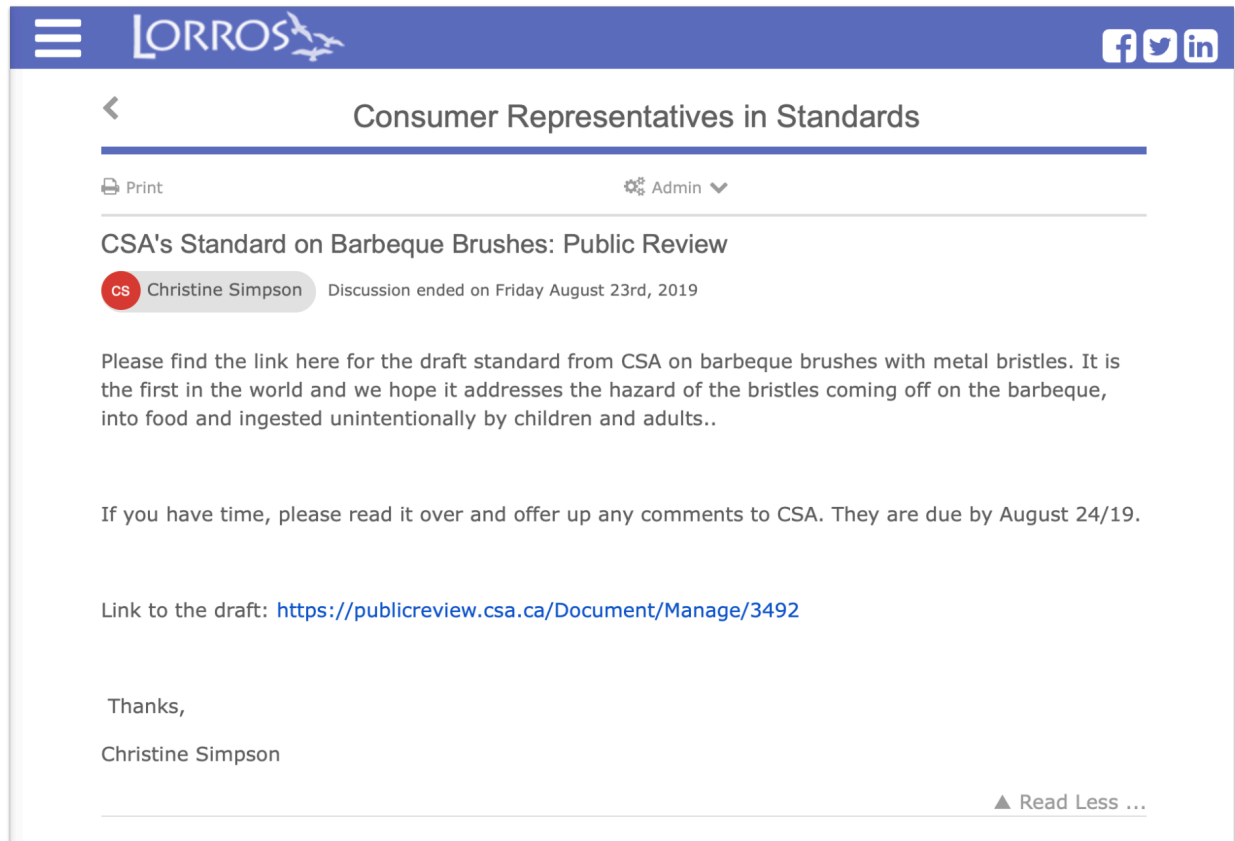 LORROS
Consumer Representatives in Standards
Print
Admin
CSA's Standard on Barbeque Brushes: Public Review
CS Christine Simpson Discussion ended on Friday August 23rd, 2019
Please find the link here for the draft standard from CSA on barbeque brushes with metal bristles. It is
the first in the world and we hope it addresses the hazard of the bristles coming off on the barbeque,
into food and ingested unintentionally by children and adults..
If you have time, please read it over and offer up any comments to CSA. They are due by August 24/19.
Link to the draft: https://publicreview.csa.ca/Document/Manage/3492
Thanks,
Christine Simpson
▲ Read Less ...